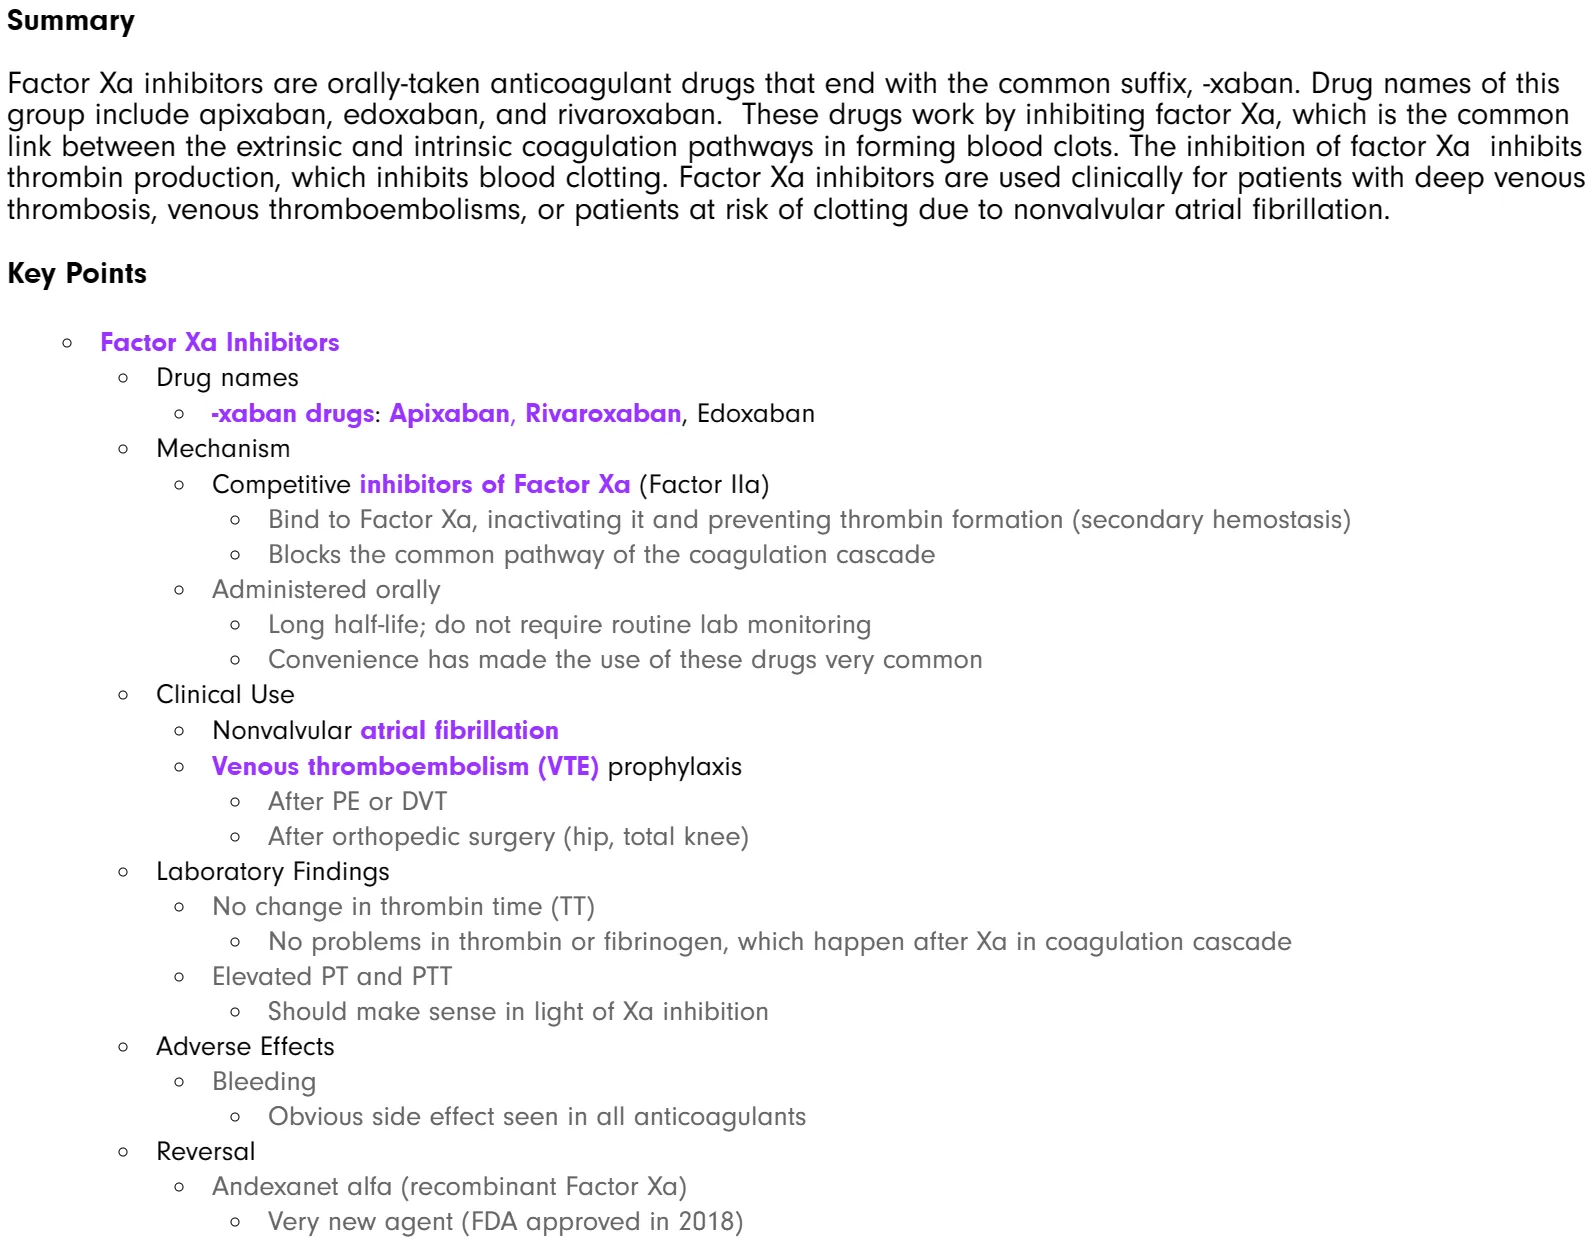 Summary
Factor Xa inhibitors are orally-taken anticoagulant drugs that end with the common suffix, -xaban. Drug names of this
group include apixaban, edoxaban, and rivaroxaban.  These drugs work by inhibiting factor Xa, which is the common
link between the extrinsic and intrinsic coagulation pathways in forming blood clots. The inhibition of factor Xa  inhibits
thrombin production, which inhibits blood clotting. Factor Xa inhibitors are used clinically for patients with deep venous
thrombosis, venous thromboembolisms, or patients at risk of clotting due to nonvalvular atrial fibrillation.
Key Points
Factor Xa Inhibitors
Drug names
-xaban drugs: Apixaban, Rivaroxaban, Edoxaban
Mechanism
Competitive inhibitors of Factor Xa (Factor IIa)
Bind to Factor Xa, inactivating it and preventing thrombin formation (secondary hemostasis)
Blocks the common pathway of the coagulation cascade
Administered orally
Long half-life; do not require routine lab monitoring
Convenience has made the use of these drugs very common
Clinical Use
Nonvalvular atrial fibrillation
Venous thromboembolism (VTE) prophylaxis
After PE or DVT
After orthopedic surgery (hip, total knee)
Laboratory Findings
No change in thrombin time (TT)
No problems in thrombin or fibrinogen, which happen after Xa in coagulation cascade
Elevated PT and PTT
Should make sense in light of Xa inhibition
Adverse Effects
Bleeding
Obvious side effect seen in all anticoagulants
Reversal
Andexanet alfa (recombinant Factor Xa)
Very new agent (FDA approved in 2018)